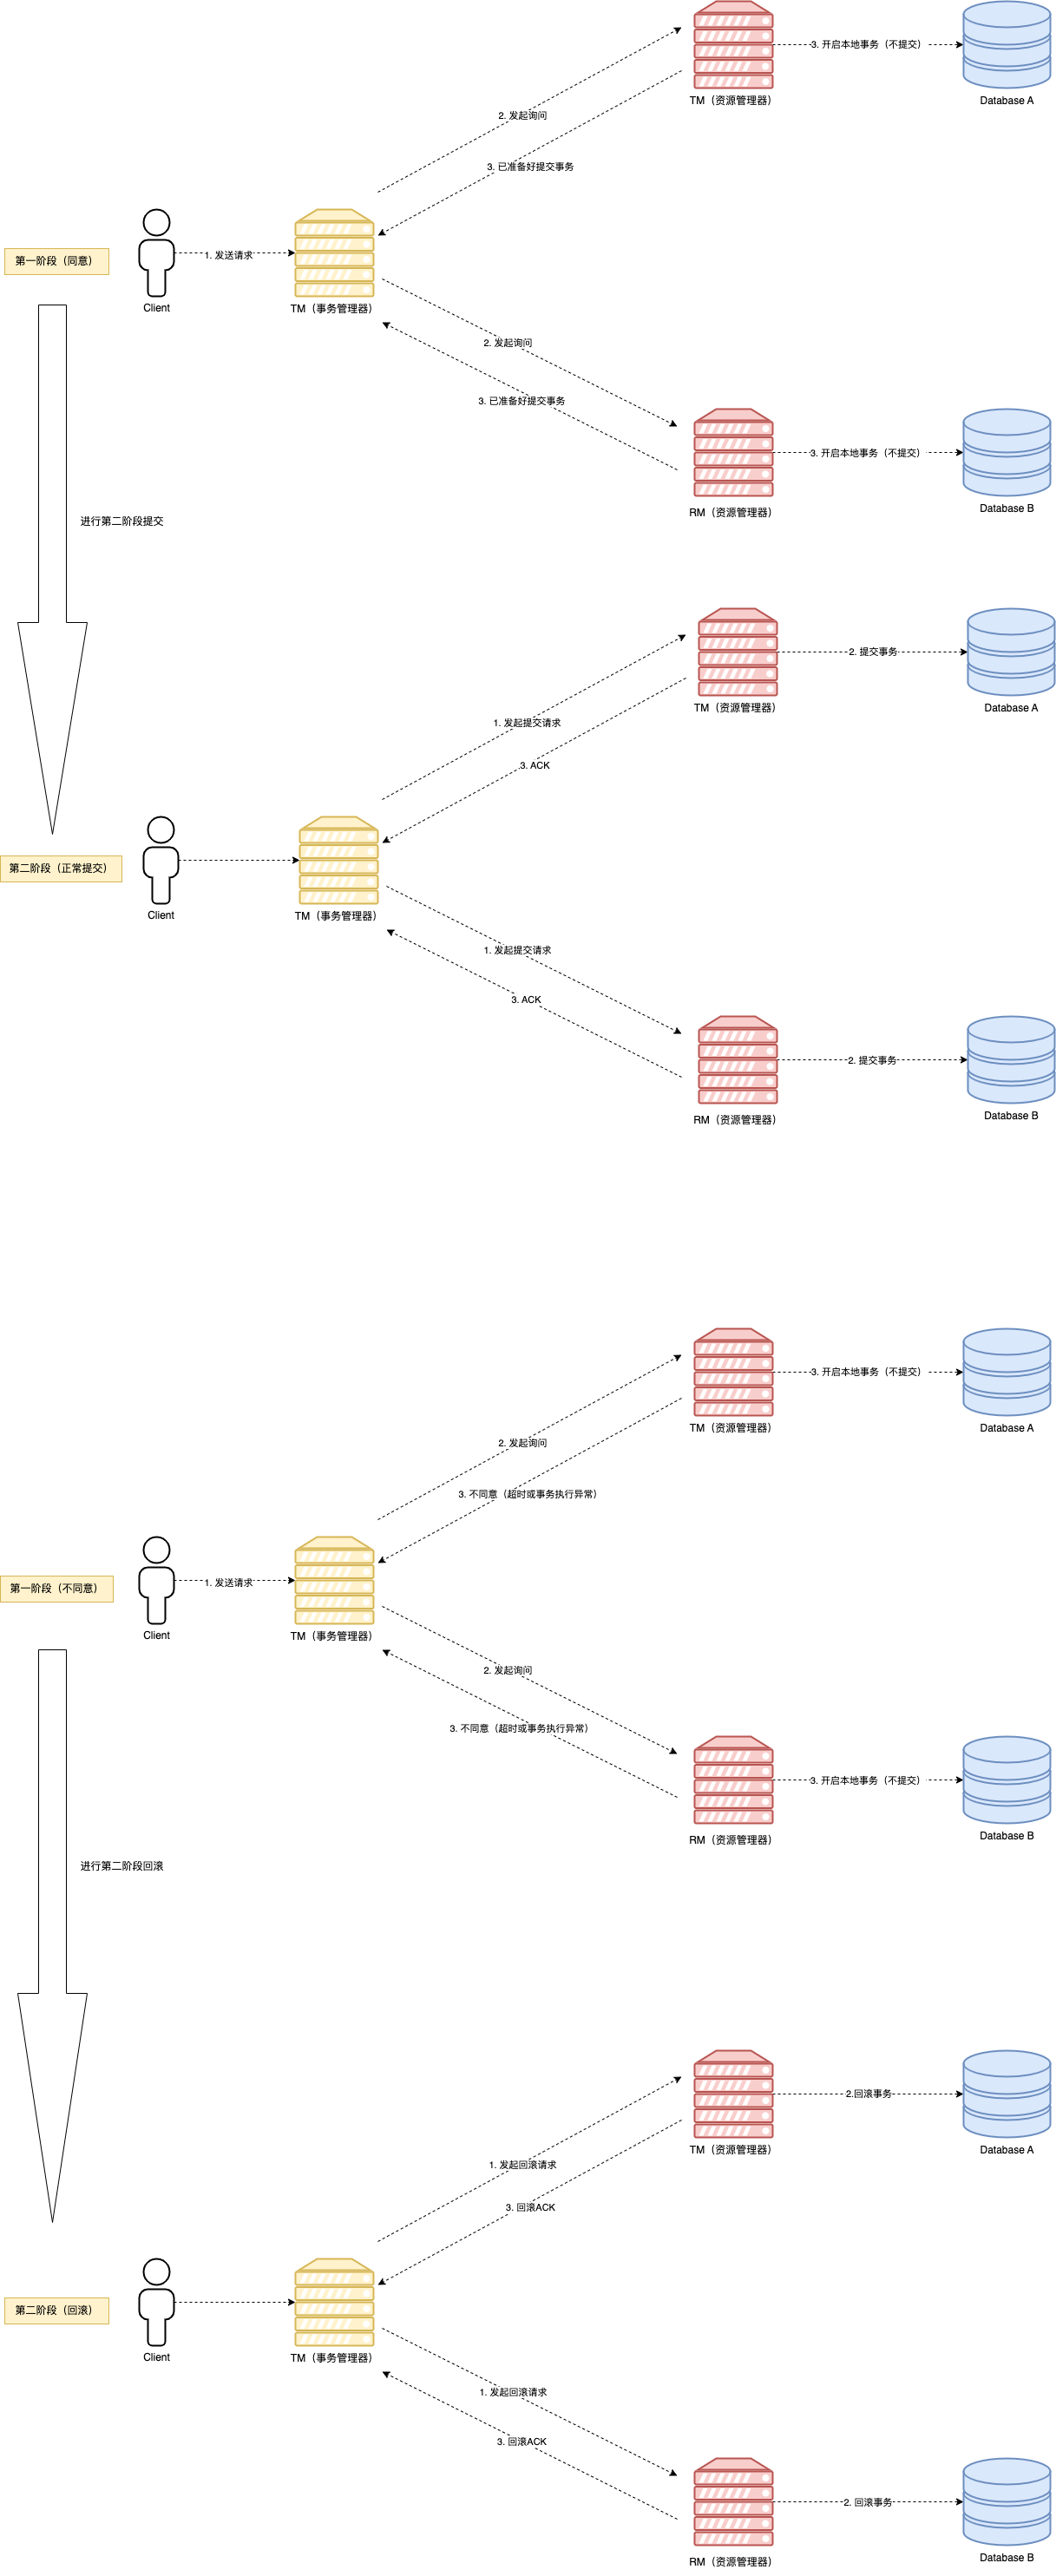 3. 开启本地事务（不提交）
TM（资源管理器）
Database A
2. 发起询问
3. 已准备好提交事务
第一阶段（同意）
1. 发送请求
Client
TM（事务管理器）
2. 发起询问
3. 已准备好提交事务
3. 开启本地事务（不提交）
RM（资源管理器）
Database B
进行第二阶段提交
2. 提交事务
TM（资源管理器）
Database A
1. 发起提交请求
3. ACK
第二阶段（正常提交）
Client
TM（事务管理器）
1. 发起提交请求
3. ACK
2. 提交事务
RM（资源管理器）
Database B
3. 开启本地事务（不提交）
TM（资源管理器）
Database A
2. 发起询问
3. 不同意（超时或事务执行异常）
第一阶段（不同意）
1. 发送请求
Client
TM（事务管理器）
2. 发起询问
3. 不同意（超时或事务执行异常）
3. 开启本地事务（不提交）
RM（资源管理器）
Database B
进行第二阶段回滚
2.回滚事务
TM（资源管理器）
Database A
1. 发起回滚请求
3. 回滚ACK
第二阶段（回滚）
Client
TM（事务管理器）
1. 发起回滚请求
3. 回滚ACK
2. 回滚事务
RM（资源管理器）
Database B